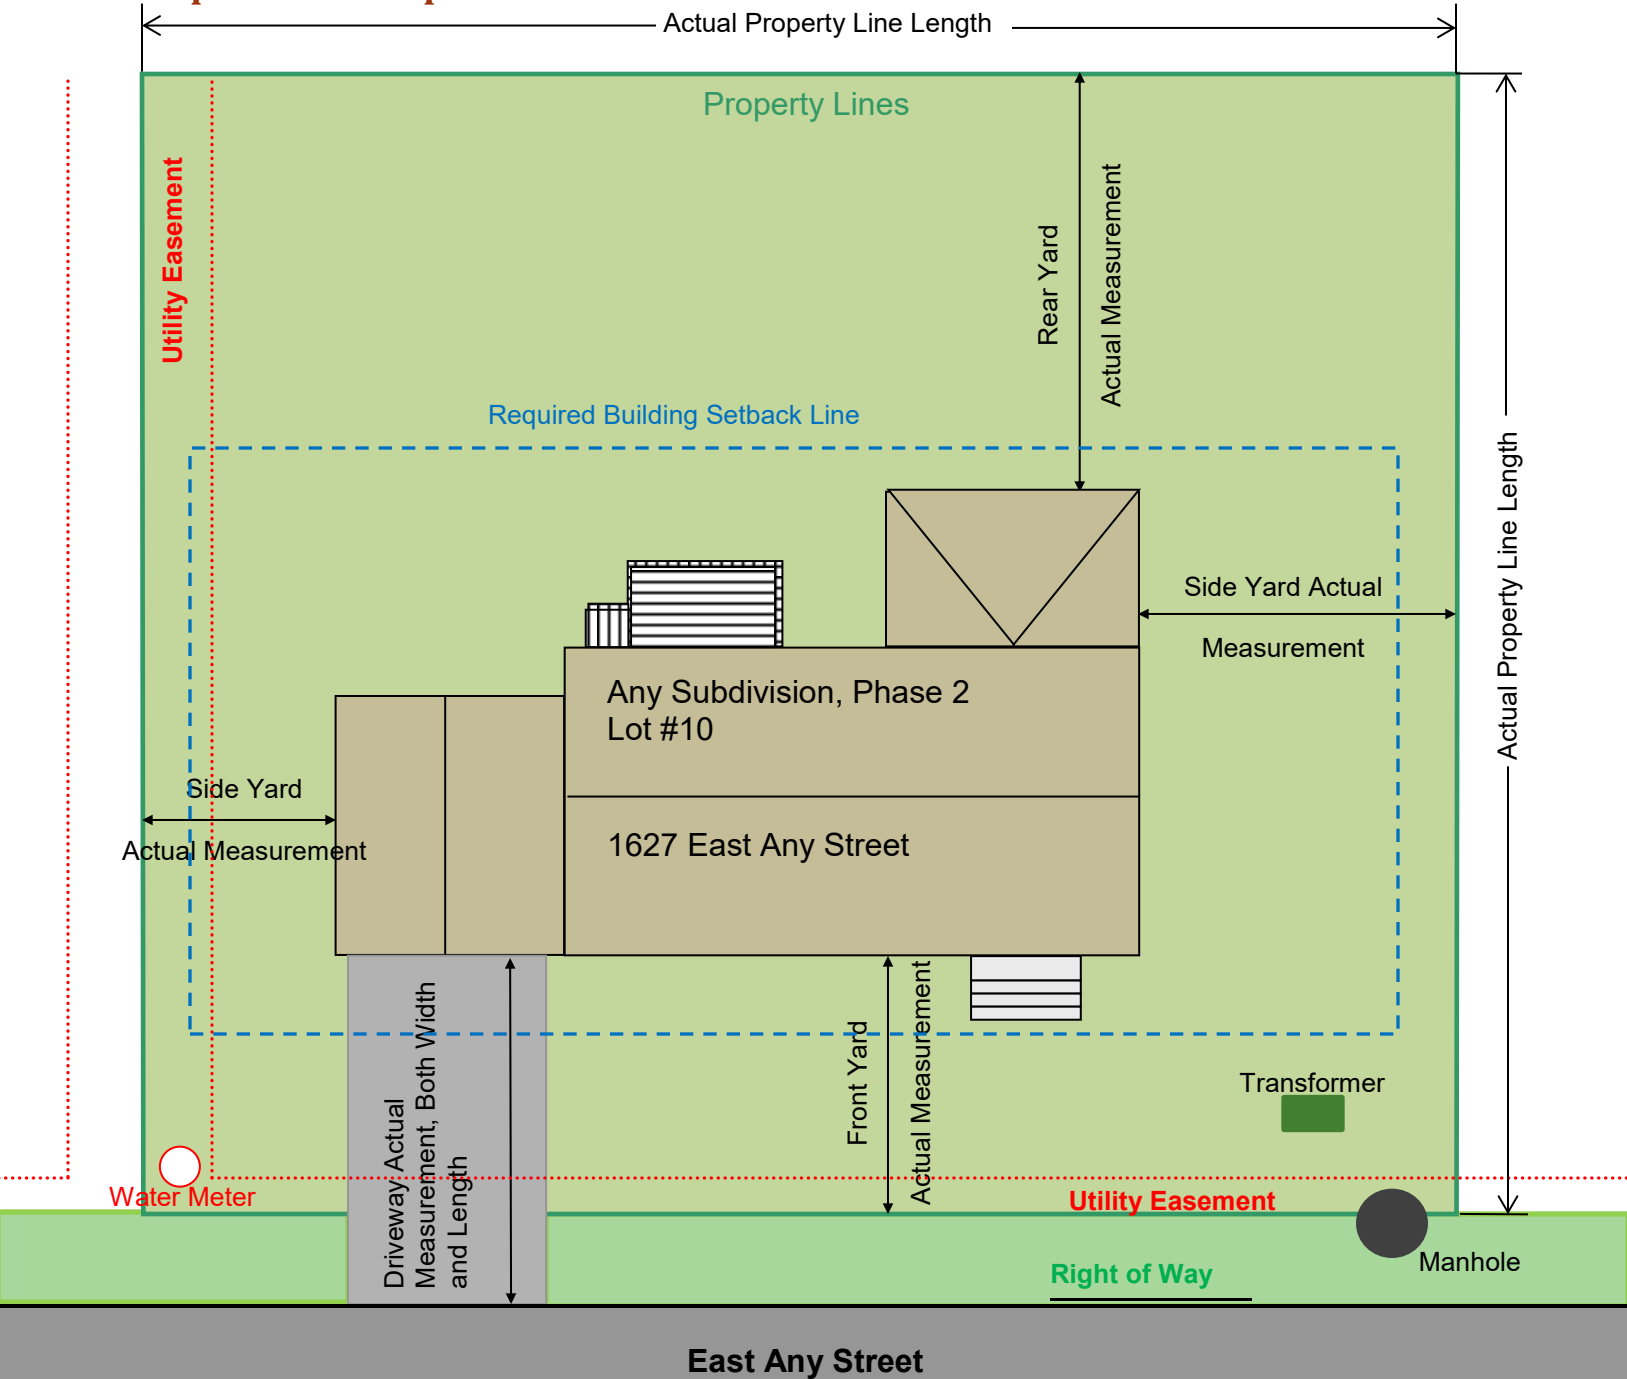 Actual Property Line Length
Property Lines
Utility Easement
Rear Yard
Actual Measurement
Required Building Setback Line
Actual Property Line Length
Side Yard Actual
Measurement
Any Subdivision, Phase 2
Lot #10
Side Yard
Actual Measurement
1627 East Any Street
Driveway Actual
Measurement, Both Width
and Length
Front Yard
Actual Measurement
Transformer
Water Meter
Utility Easement
Manhole
Right of Way
East Any Street